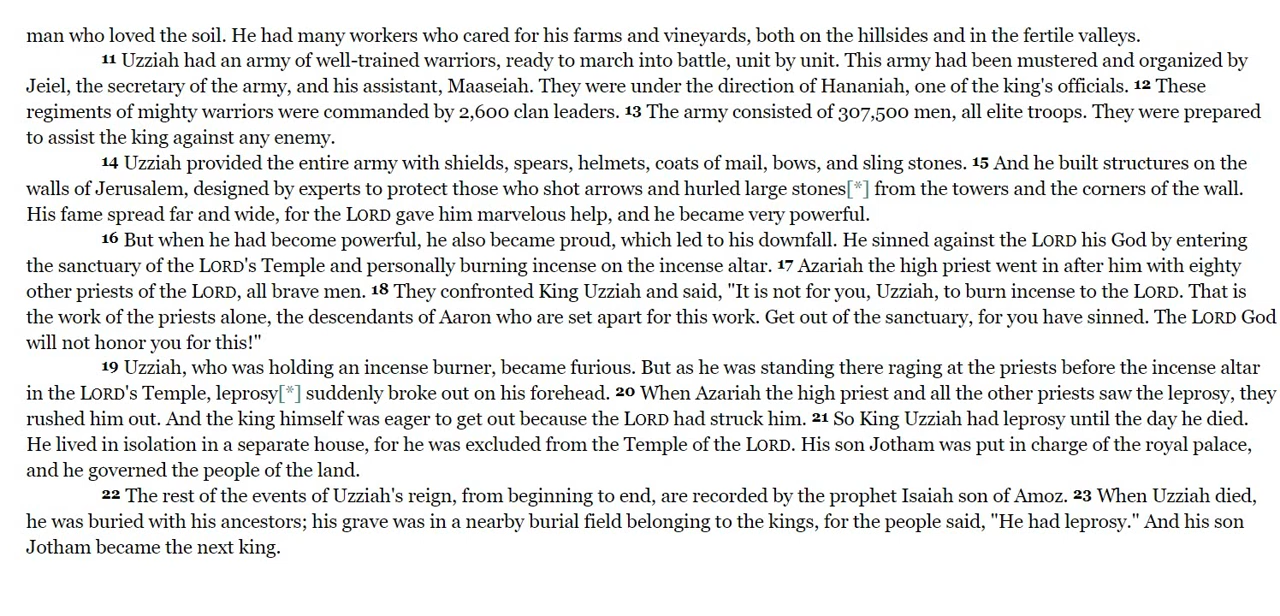 man who loved the soil. He had many workers who cared for his farms and vineyards, both on the hillsides and in the fertile valleys.
11 Uzziah had an army of well-trained warriors, ready to march into battle, unit by unit. This army had been mustered and organized by
Jeiel, the secretary of the army, and his assistant, Maaseiah. They were under the direction of Hananiah, one of the king's officials. 12 These
regiments of mighty warriors were commanded by 2,600 clan leaders. 13 The army consisted of 307,500 men, all elite troops. They were prepared
to assist the king against any enemy.
14 Uzziah provided the entire army with shields, spears, helmets, coats of mail, bows, and sling stones. 15 And he built structures on the
walls of Jerusalem, designed by experts to protect those who shot arrows and hurled large stones[*] from the towers and the corners of the wall.
His fame spread far and wide, for the LORD gave him marvelous help, and he became very powerful.
16 But when he had become powerful, he also became proud, which led to his downfall. He sinned against the LORD his God by entering
the sanctuary of the LORD's Temple and personally burning incense on the incense altar. 17 Azariah the high priest went in after him with eighty
other priests of the LORD, all brave men. 18 They confronted King Uzziah and said, "It is not for you, Uzziah, to burn incense to the LORD. That is
the work of the priests alone, the descendants of Aaron who are set apart for this work. Get out of the sanctuary, for you have sinned. The LORD God
will not honor you for this!"
19 Uzziah, who was holding an incense burner, became furious. But as he was standing there raging at the priests before the incense altar
in the LORD's Temple, leprosy[*] suddenly broke out on his forehead. 20 When Azariah the high priest and all the other priests saw the leprosy, they
rushed him out. And the king himself was eager to get out because the LORD had struck him. 21 So King Uzziah had leprosy until the day he died.
He lived in isolation in a separate house, for he was excluded from the Temple of the LORD. His son Jotham was put in charge of the royal palace,
and he governed the people of the land.
22 The rest of the events of Uzziah's reign, from beginning to end, are recorded by the prophet Isaiah son of Amoz. 23 When Uzziah died,
he was buried with his ancestors; his grave was in a nearby burial field belonging to the kings, for the people said, "He had leprosy." And his son
Jotham became the next king.